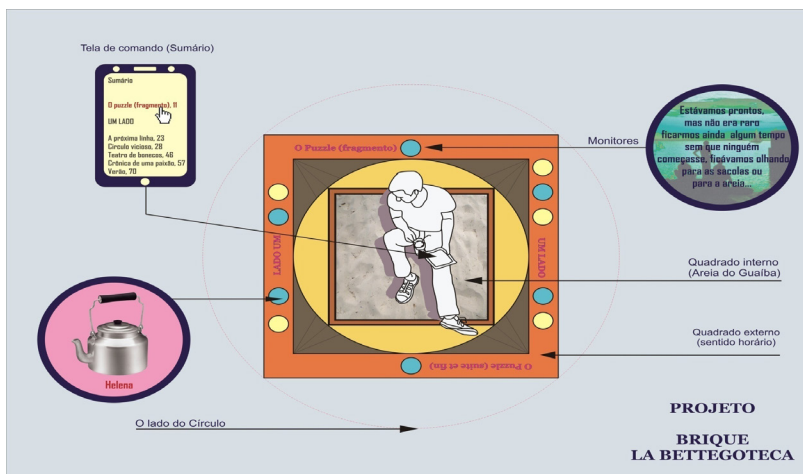 Tela de comando (Sumário)
Sumário
O puzzle (fragmento), 11
UM LADO
A próxima linha, 23
Círculo vicioso, 28
Teatro de bonecos, 46
Crônica de uma paixão, 57
Verão, 70
O Puzzle (fragmento)
Monitores
Estávamos prontos,
mas não era raro
ficarmos ainda algum tempo
sem que ninguém
começasse, ficávamos olhando
para as sacolas ou
para a areia...
LADO UM
UM LADO
Quadrado interno
(Areia do Guaíba)
Quadrado externo
(sentido horário)
Helena
O Puzzle (suite et fin)
O lado do Círculo
PROJETO
BRIQUE
LA BETTEGOTECA